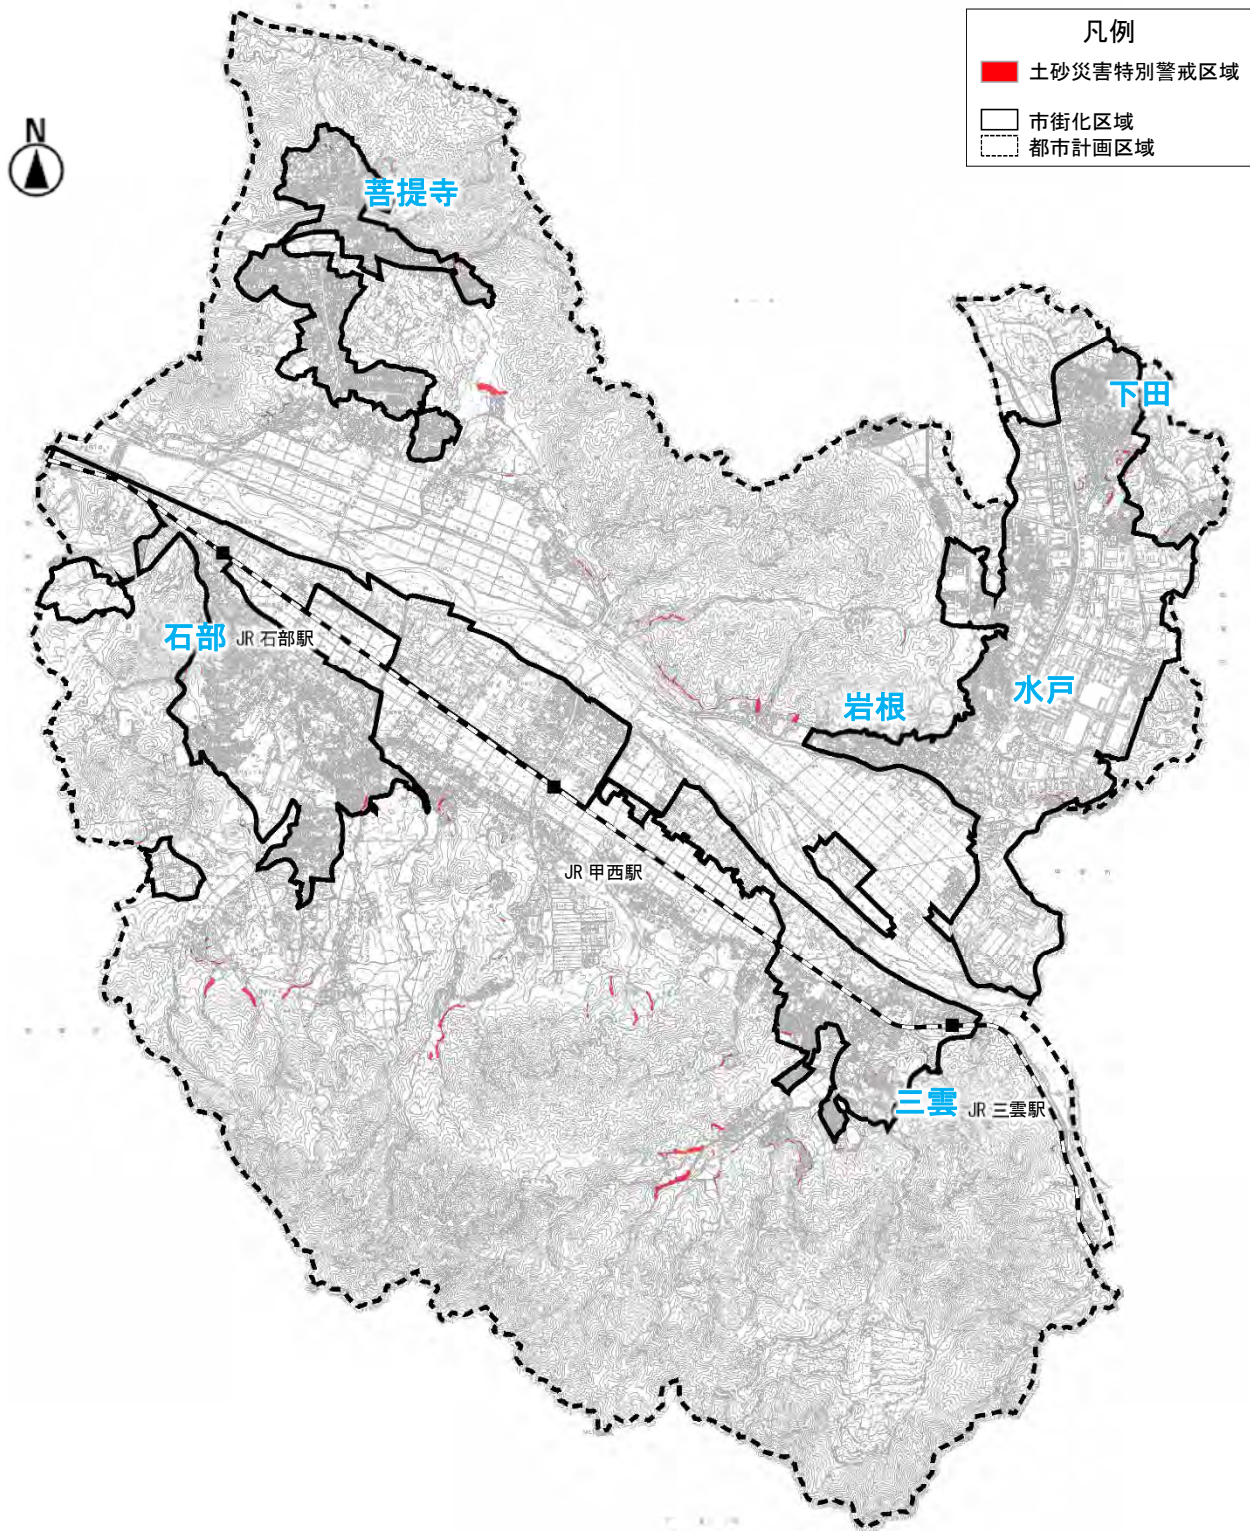 凡例
土砂災害特別警戒区域
市街化区域
都市計画区域
N
菩提寺
下田
石部
JR 石部駅
岩根
水戸
JR 甲西駅
三雲
JR 三雲駅